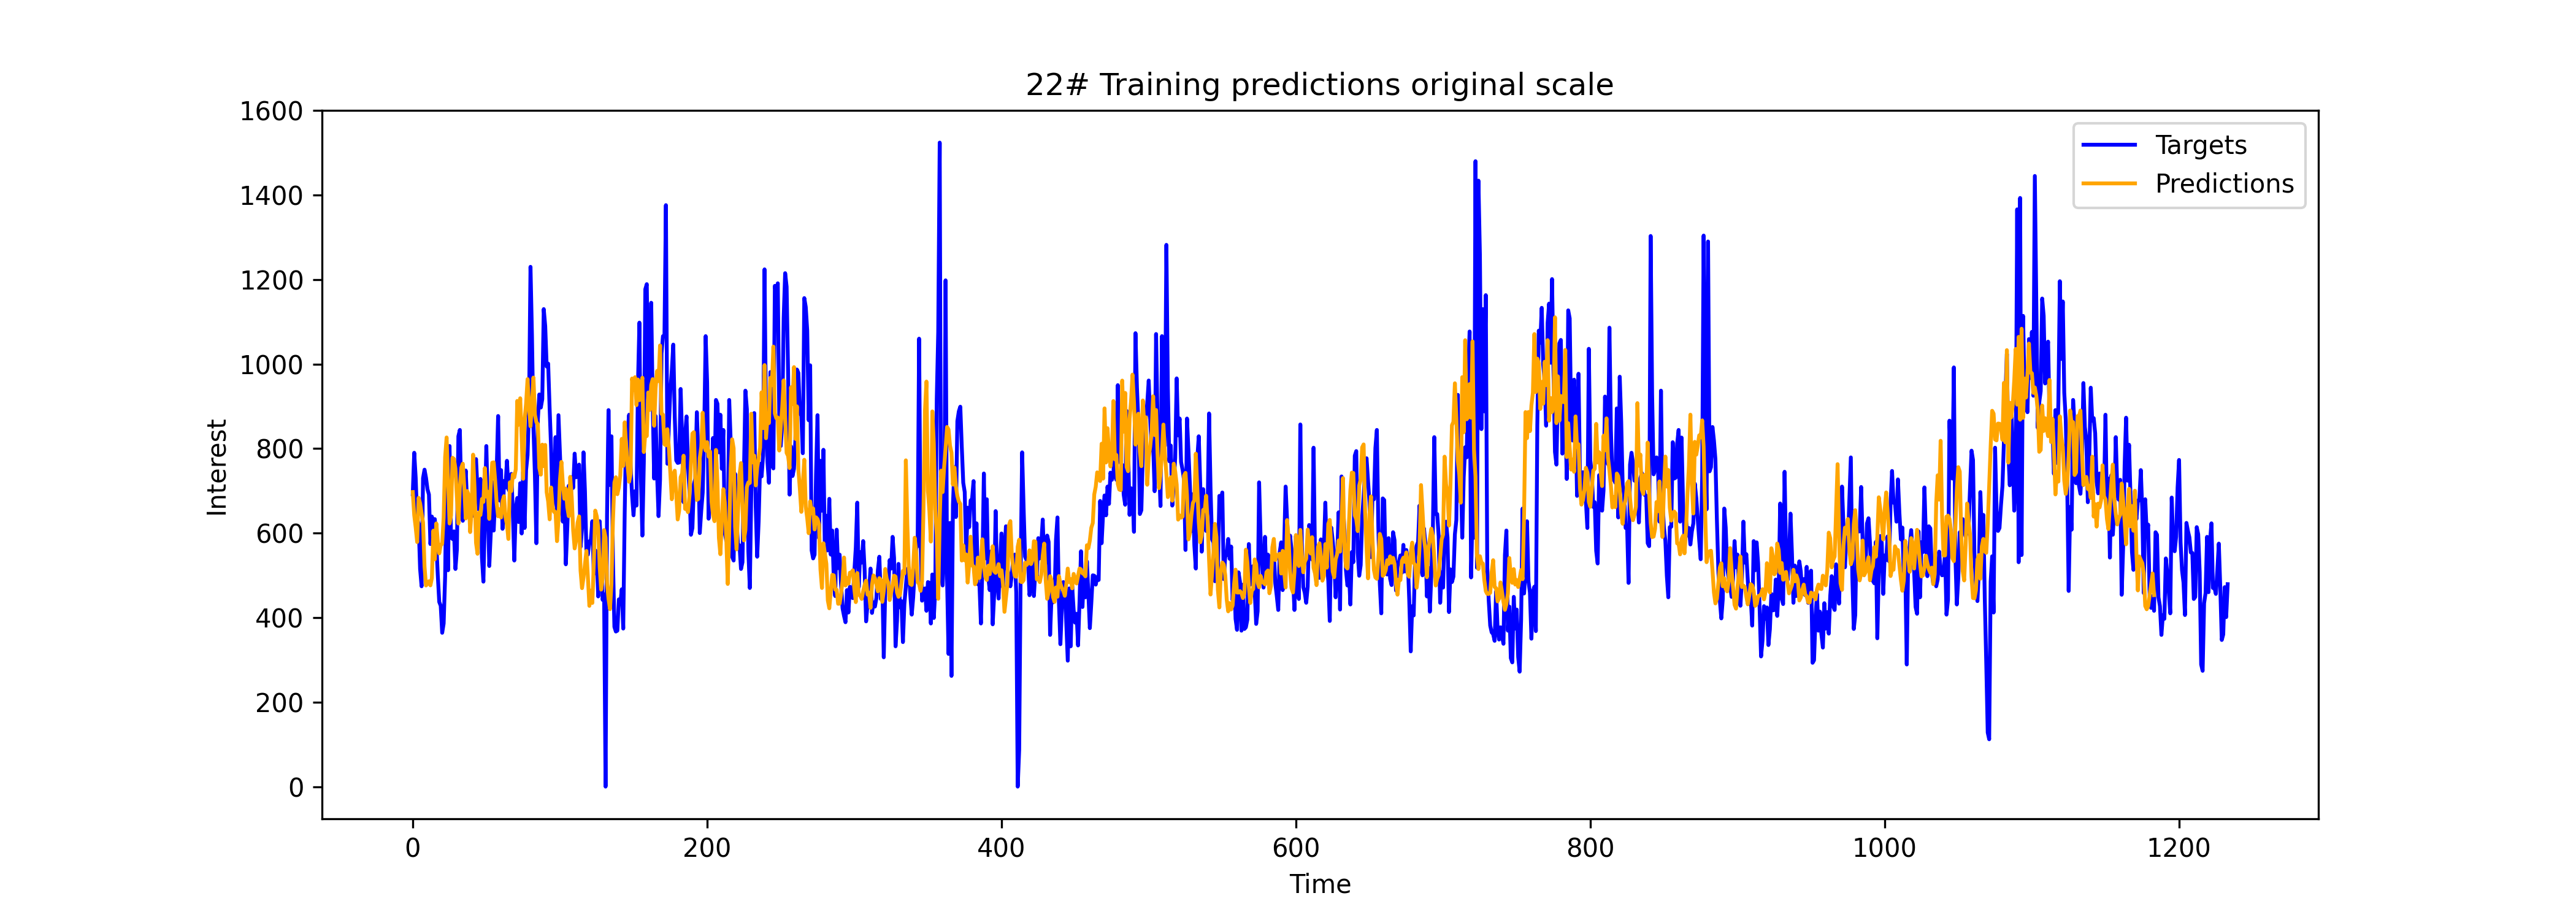 22# Training predictions original scale
1600
1400
1200
1000
800
600
400
200
0
Interest
Targets
Predictions
0 200 400 600 800 1000 1200
Time